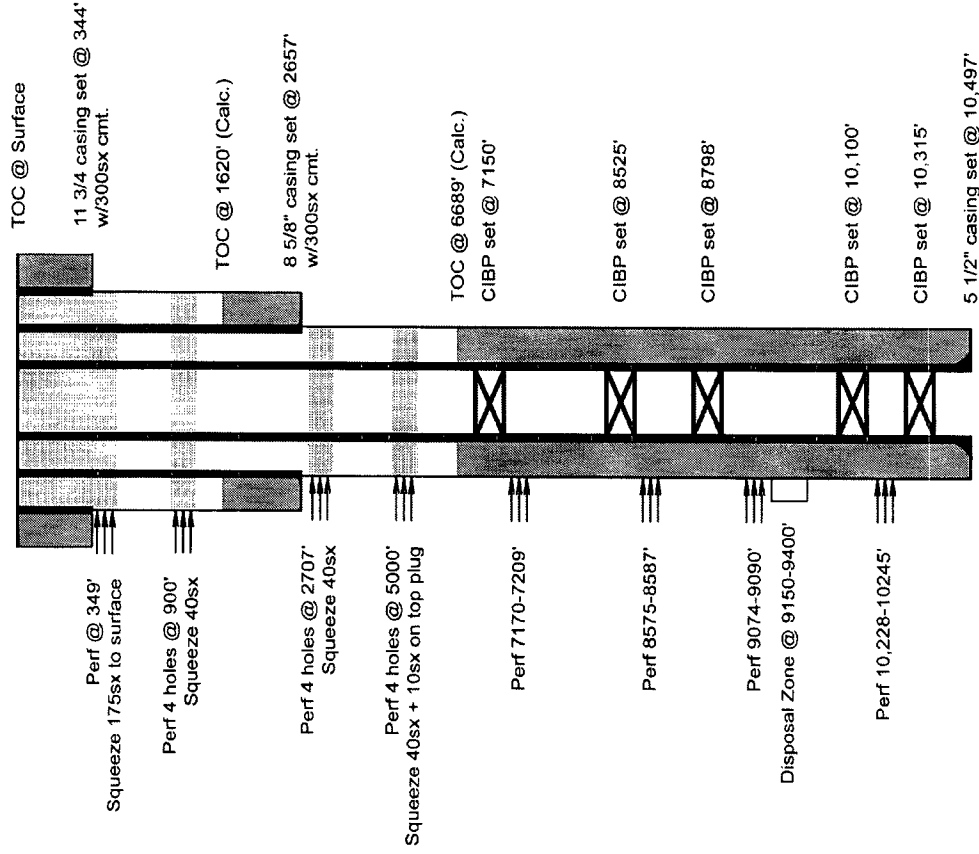 TOC @ Surface
11 3/4 casing set @ 344'
w/300sx cmt.
TOC @ 1620' (Calc.)
8 5/8" casing set @ 2657'
w/300sx cmt.
TOC @ 6689' (Calc.)
CIBP set @ 7150'
CIBP set @ 8525'
CIBP set @ 8798'
CIBP set @ 10,100'
CIBP set @ 10,315'
5 1/2" casing set @ 10,497'
Perf @ 349'
Squeeze 175sx to surface
Perf 4 holes @ 900'
Squeeze 40sx
Perf 4 holes @ 2707'
Squeeze 40sx
Perf 4 holes @ 5000'
Squeeze 40sx + 10sx on top plug
Perf 7170-7209'
Perf 8575-8587'
Perf 9074-9090'
Disposal Zone @ 9150-9400'
Perf 10,228-10245'